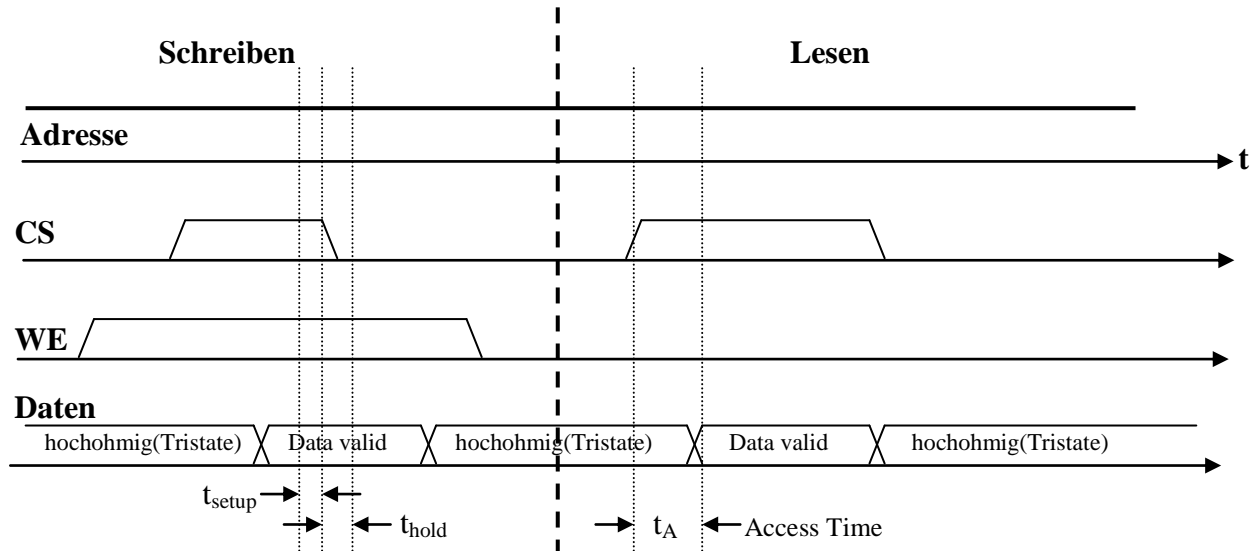 Schreiben
Lesen
Adresse
t
CS
WE
Daten
hochohmig(Tristate) Data valid hochohmig(Tristate) Data valid hochohmig(Tristate)
tsetup
thold tA Access Time